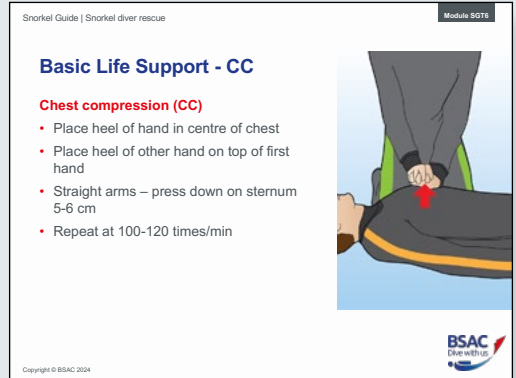 Snorkel Guide | Snorkel diver rescue
Module SGT6
Basic Life Support - CC
Chest compression (CC)
• Place heel of hand in centre of chest
• Place heel of other hand on top of first
hand
• Straight arms – press down on sternum
5-6 cm
• Repeat at 100-120 times/min
BSAC
Dive with us
Copyright © BSAC 2024